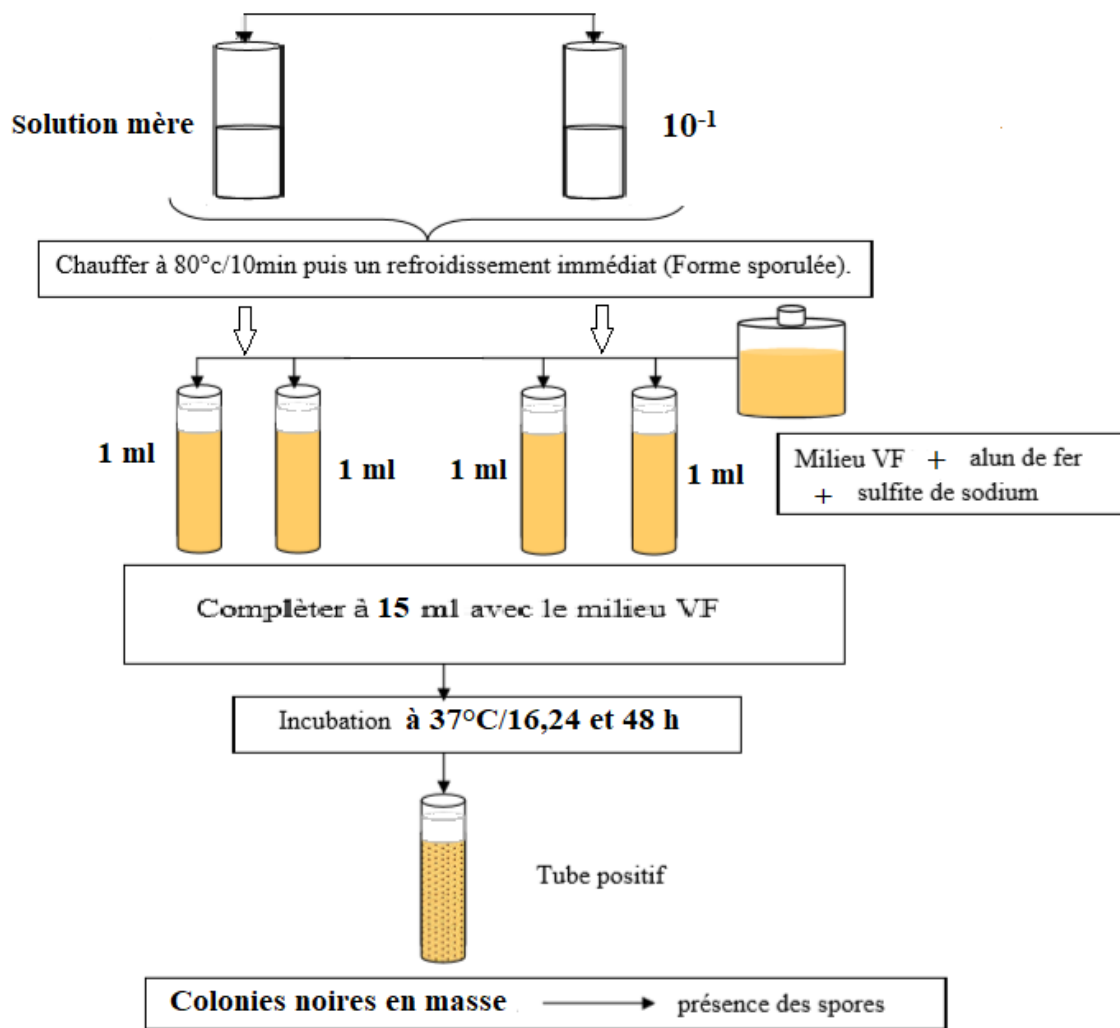 Solution mère
10-1
Chauffer à 80°c/10min puis un refroidissement immédiat (Forme sporulée).
1 ml
1 ml
1 ml
1 ml
Milieu VF + alun de fer
+ sulfite de sodium
Complèter à 15 ml avec le milieu VF
Incubation à 37°C/16,24 et 48 h
Tube positif
Colonies noires en masse
présence des spores